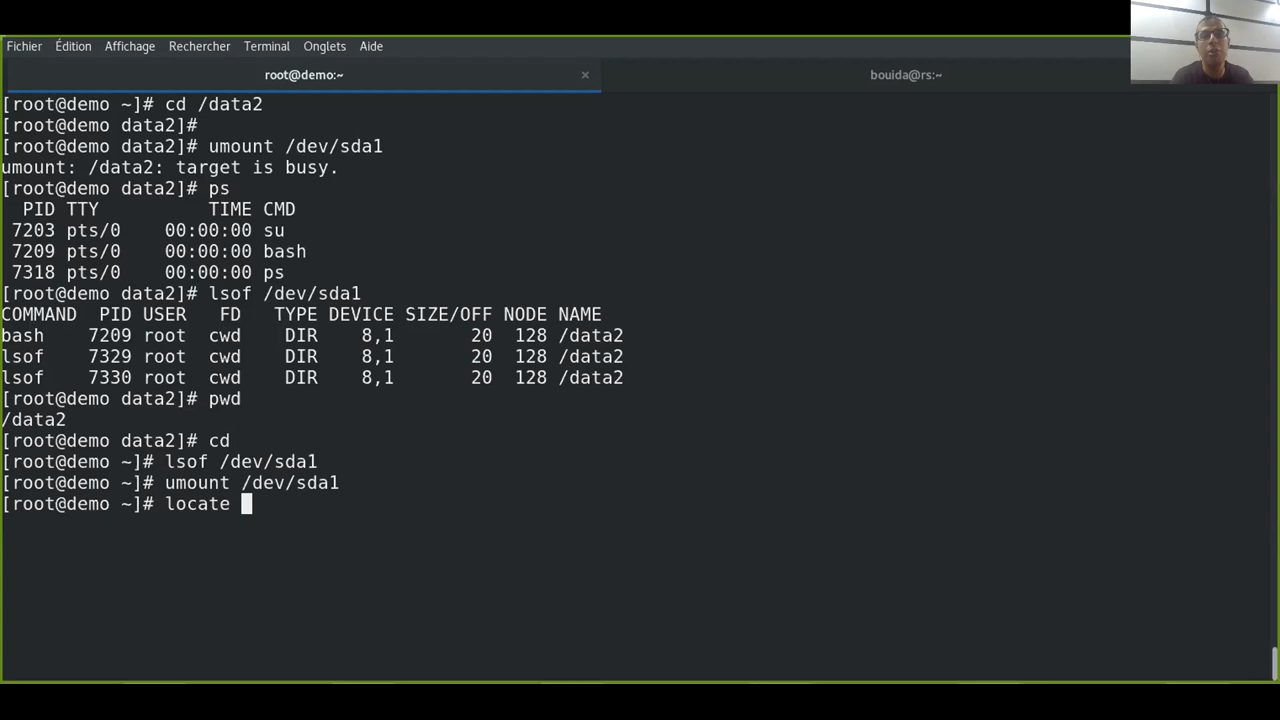 Fichier Édition Affichage Rechercher Terminal Onglets Aide
root@demo:~ × bouida@rs:~
[root@demo ~]# cd /data2
[root@demo data2]#
[root@demo data2]# umount /dev/sda1
umount: /data2: target is busy.
[root@demo data2]# ps
PID TTY TIME CMD
7203 pts/0 00:00:00 su
7209 pts/0 00:00:00 bash
7318 pts/0 00:00:00 ps
[root@demo data2]# lsof /dev/sda1
COMMAND PID USER FD TYPE DEVICE SIZE/OFF NODE NAME
bash 7209 root cwd DIR 8,1 20 128 /data2
lsof 7329 root cwd DIR 8,1 20 128 /data2
lsof 7330 root cwd DIR 8,1 20 128 /data2
[root@demo data2]# pwd
/data2
[root@demo data2]# cd
[root@demo ~]# lsof /dev/sda1
[root@demo ~]# umount /dev/sda1
[root@demo ~]# locate